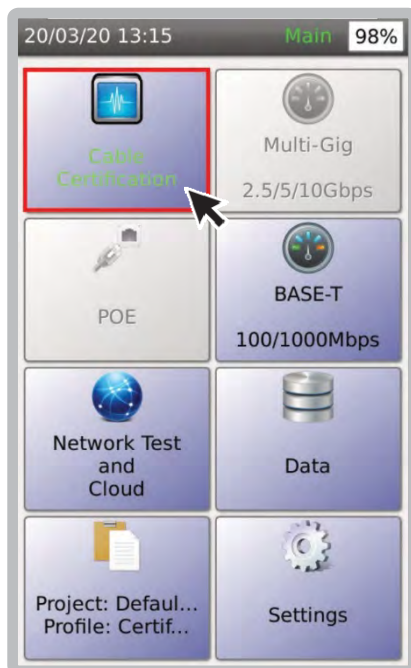 20/03/20 13:15 Main 98%
Cable
Certification
Multi-Gig
2.5/5/10Gbps
POE
BASE-T
100/1000Mbps
Network Test
and
Cloud
Data
Project: Defaul...
Profile: Certif...
Settings